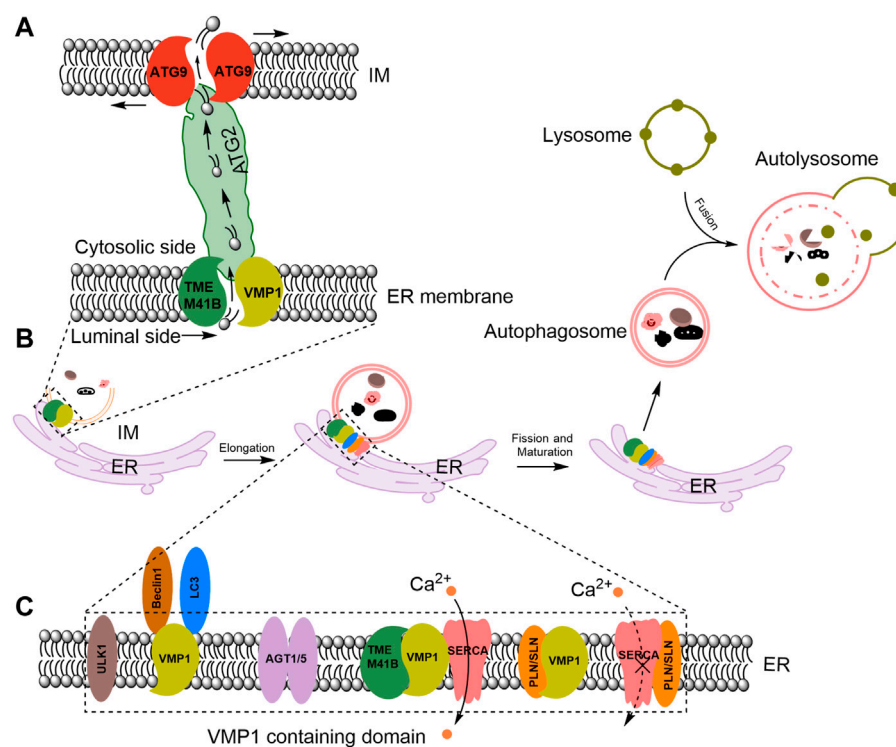 A
ATG9
ATG9
IM
ATG2
Lysosome
Autolysosome
Fusion
Cytosolic side
TME
M41B
VMP1
ER membrane
Luminal side
Autophagosome
B
IM
ER
Elongation
ER
Fission and
Maturation
ER
C
Beclin1
LC3
Ca2+
Ca2+
ULK1
VMP1
AGT1/5
TME
M41B
VMP1
SERCA
PLN/SLN
VMP1
SERCA
PLN/SLN
ER
VMP1 containing domain